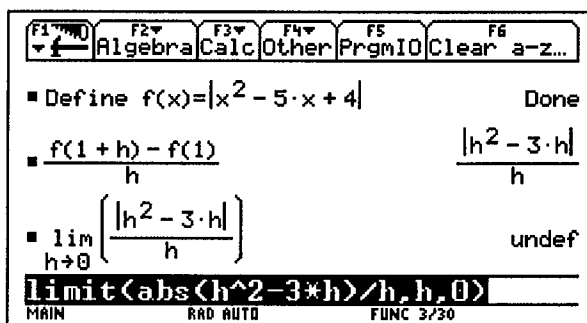 F1 F2▼ F3▼ F4▼ F5 F6
Algebra Calc Other PrgmIO Clear a-z…
■ Define f(x)=|x² - 5·x + 4| Done
■ f(1 + h) - f(1) / h |h² - 3·h| / h
■ lim h→0 (|h² - 3·h| / h) undef
limit(abs(h^2-3*h)/h,h,0)
MAIN RAD AUTO FUNC 3/30